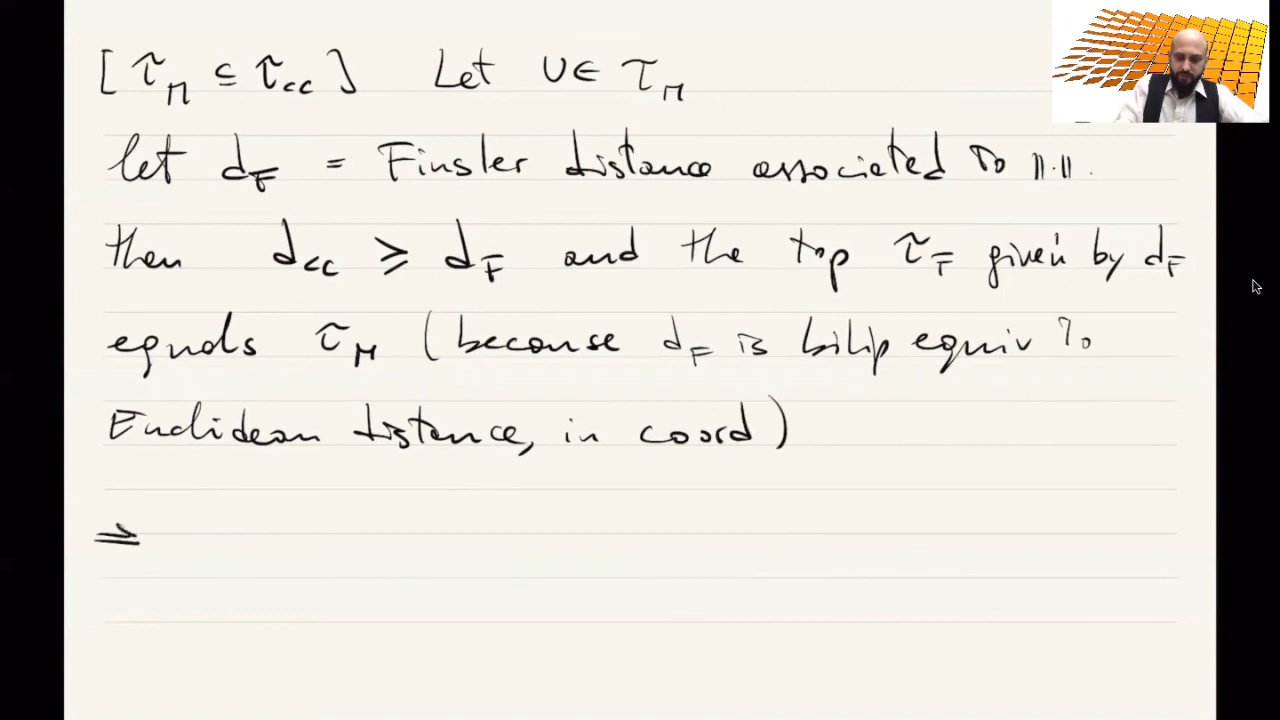 [ τ_M ⊆ τ_cc ] Let U ∈ τ_M
let d_F = Finsler distance associated to ||·||.
then d_cc ⩾ d_F and the top τ_F given by d_F
equals τ_M (because d_F is bilip equiv to
Euclidean distance, in coord)
⇒